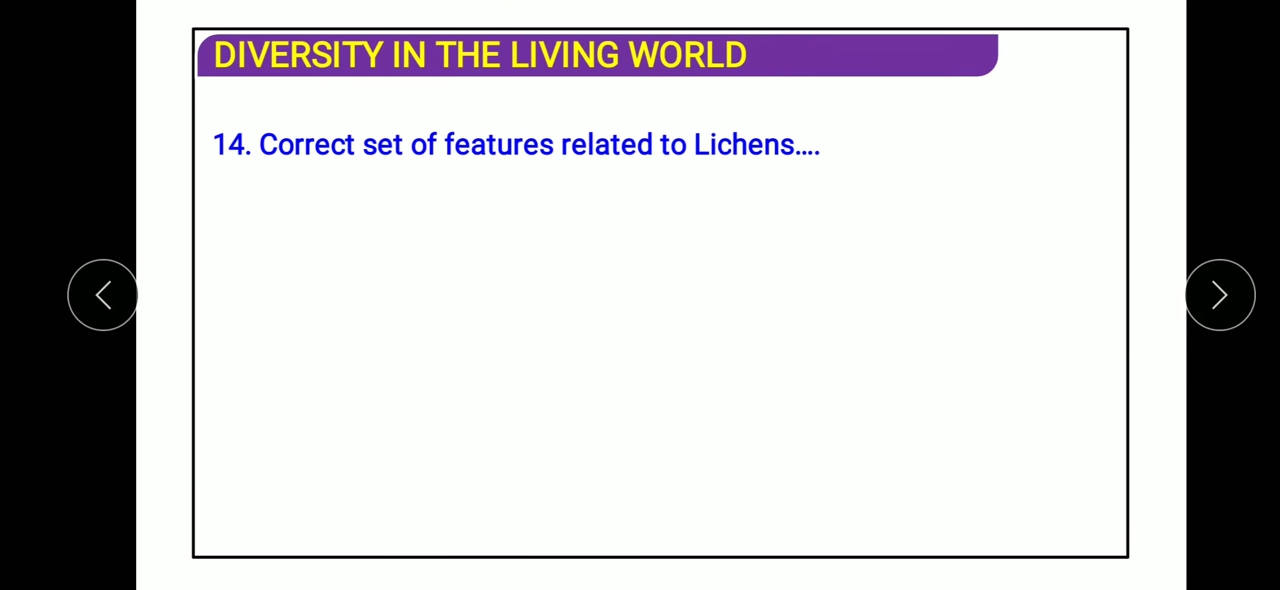 DIVERSITY IN THE LIVING WORLD
14. Correct set of features related to Lichens....